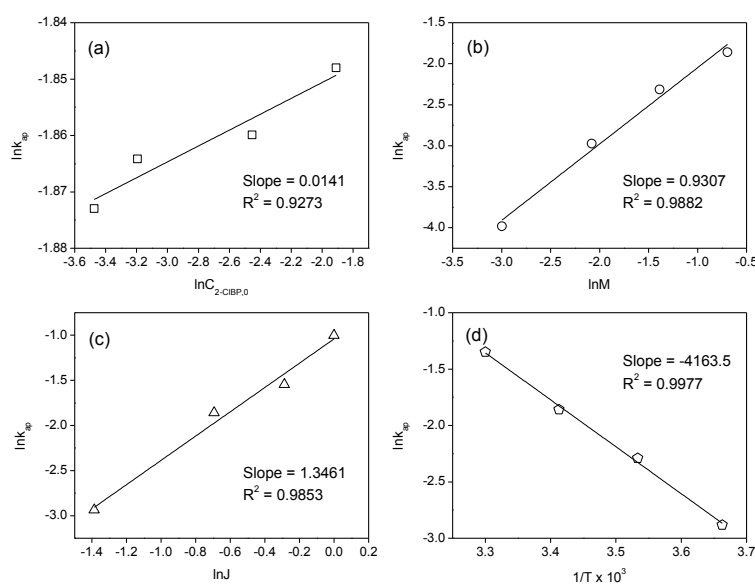 (a)
-1.84
-1.85
-1.86
-1.87
-1.88
lnk_ap
Slope = 0.0141
R² = 0.9273
-3.6 -3.4 -3.2 -3.0 -2.8 -2.6 -2.4 -2.2 -2.0 -1.8
lnC_2-ClBP,0
(b)
-1.5
-2.0
-2.5
-3.0
-3.5
-4.0
lnk_ap
Slope = 0.9307
R² = 0.9882
-3.5 -3.0 -2.5 -2.0 -1.5 -1.0 -0.5
lnM
(c)
-1.0
-1.5
-2.0
-2.5
-3.0
lnk_ap
Slope = 1.3461
R² = 0.9853
-1.4 -1.2 -1.0 -0.8 -0.6 -0.4 -0.2 0.0 0.2
lnJ
(d)
-1.0
-1.5
-2.0
-2.5
-3.0
lnk_ap
Slope = -4163.5
R² = 0.9977
3.3 3.4 3.5 3.6 3.7
1/T x 10³